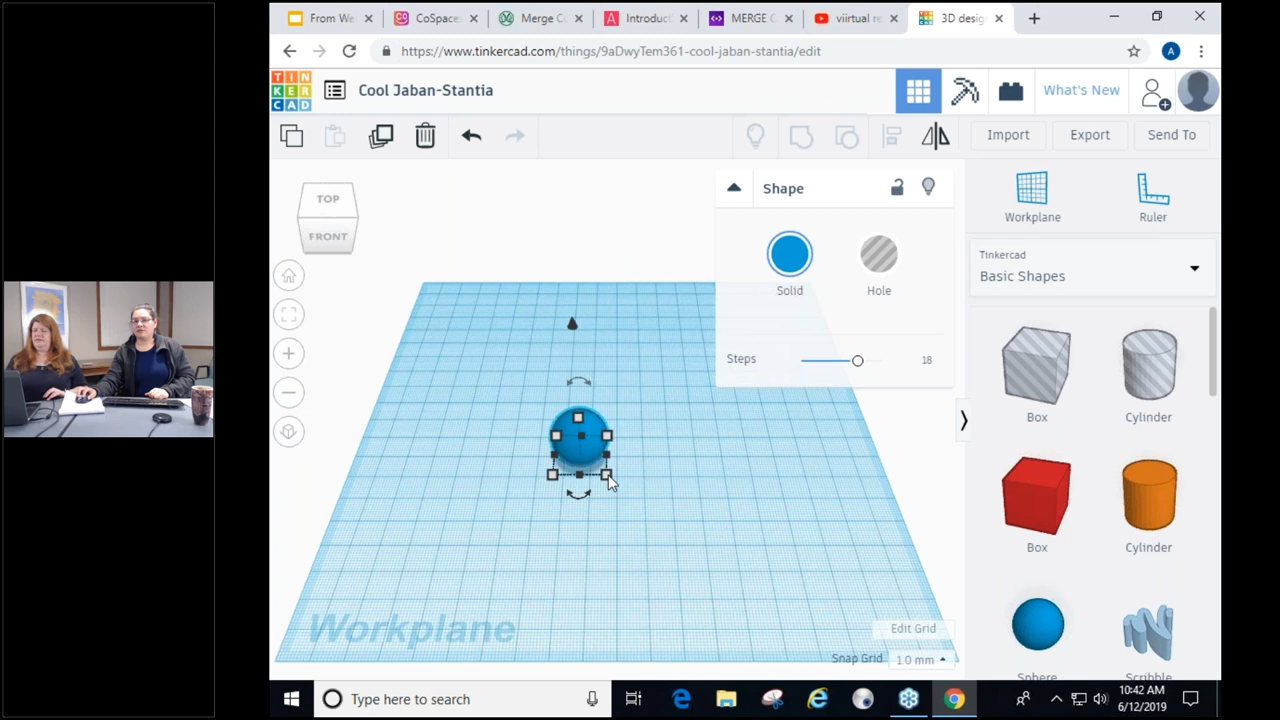 From We
CoSpace
Merge C
Introduc
MERGE C
viirtual re
3D desig
https://www.tinkercad.com/things/9aDwyTem361-cool-jaban-stantia/edit
A
TIN
KER
CAD
Cool Jaban-Stantia
What's New
Import
Export
Send To
TOP
FRONT
Shape
Solid
Hole
Steps
18
Workplane
Ruler
Tinkercad
Basic Shapes
Box
Cylinder
Box
Cylinder
Sphere
Scribble
Workplane
Edit Grid
Snap Grid
1.0 mm
Type here to search
10:42 AM
6/12/2019